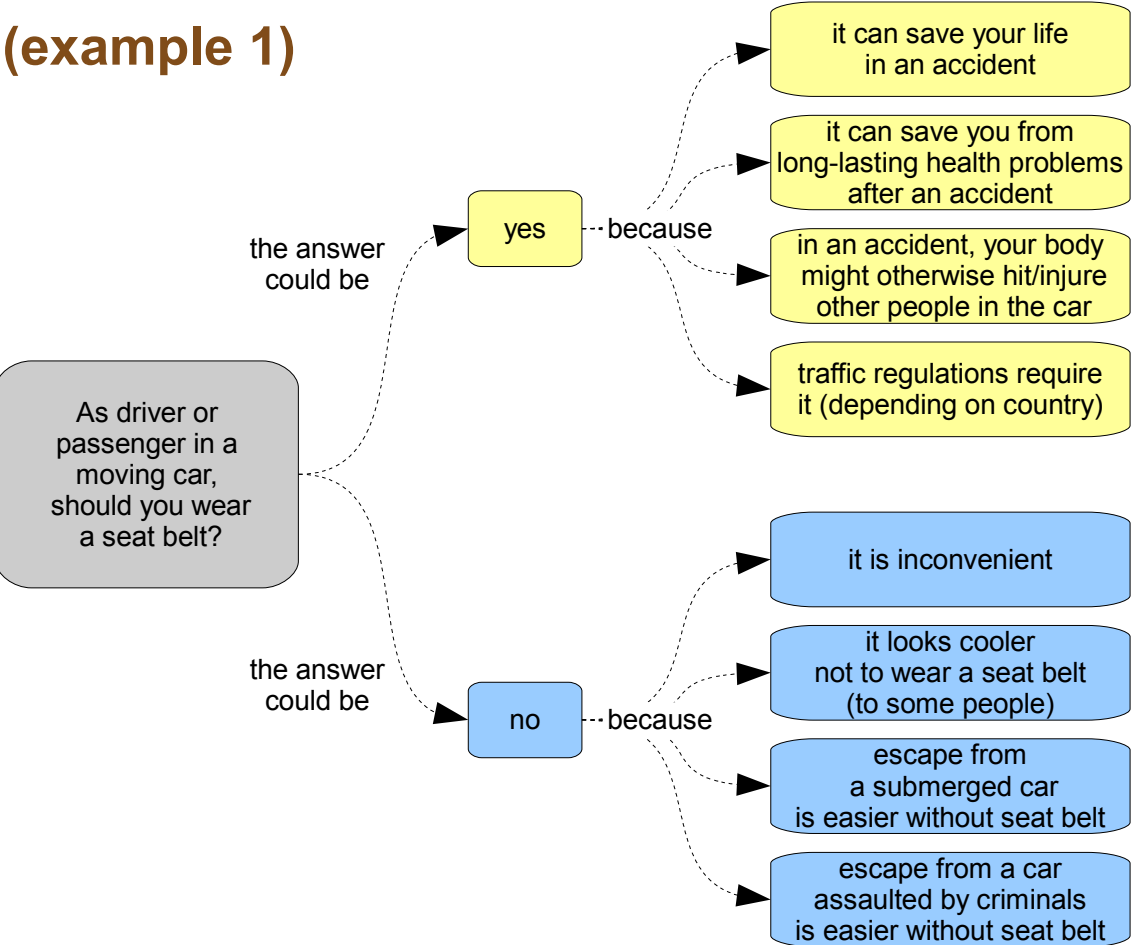 (example 1)
it can save your life
in an accident
it can save you from
long-lasting health problems
after an accident
yes
because
the answer
could be
in an accident, your body
might otherwise hit/injure
other people in the car
traffic regulations require
it (depending on country)
As driver or
passenger in a
moving car,
should you wear
a seat belt?
it is inconvenient
the answer
could be
no
because
it looks cooler
not to wear a seat belt
(to some people)
escape from
a submerged car
is easier without seat belt
escape from a car
assaulted by criminals
is easier without seat belt